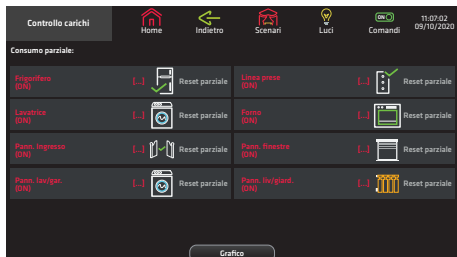 Controllo carichi
Home
Indietro
Scenari
Luci
ON
Comandi
11:07:02
09/10/2020
Consumo parziale:
Frigorifero
(ON)
[...]
Reset parziale
Linea prese
(ON)
[...]
Reset parziale
Lavatrice
(ON)
[...]
Reset parziale
Forno
(ON)
[...]
Reset parziale
Pann. Ingresso
(ON)
[...]
Reset parziale
Pann. finestre
(ON)
[...]
Reset parziale
Pann. lav/gar.
(ON)
[...]
Reset parziale
Pann. liv/giard.
(ON)
[...]
Reset parziale
Grafico